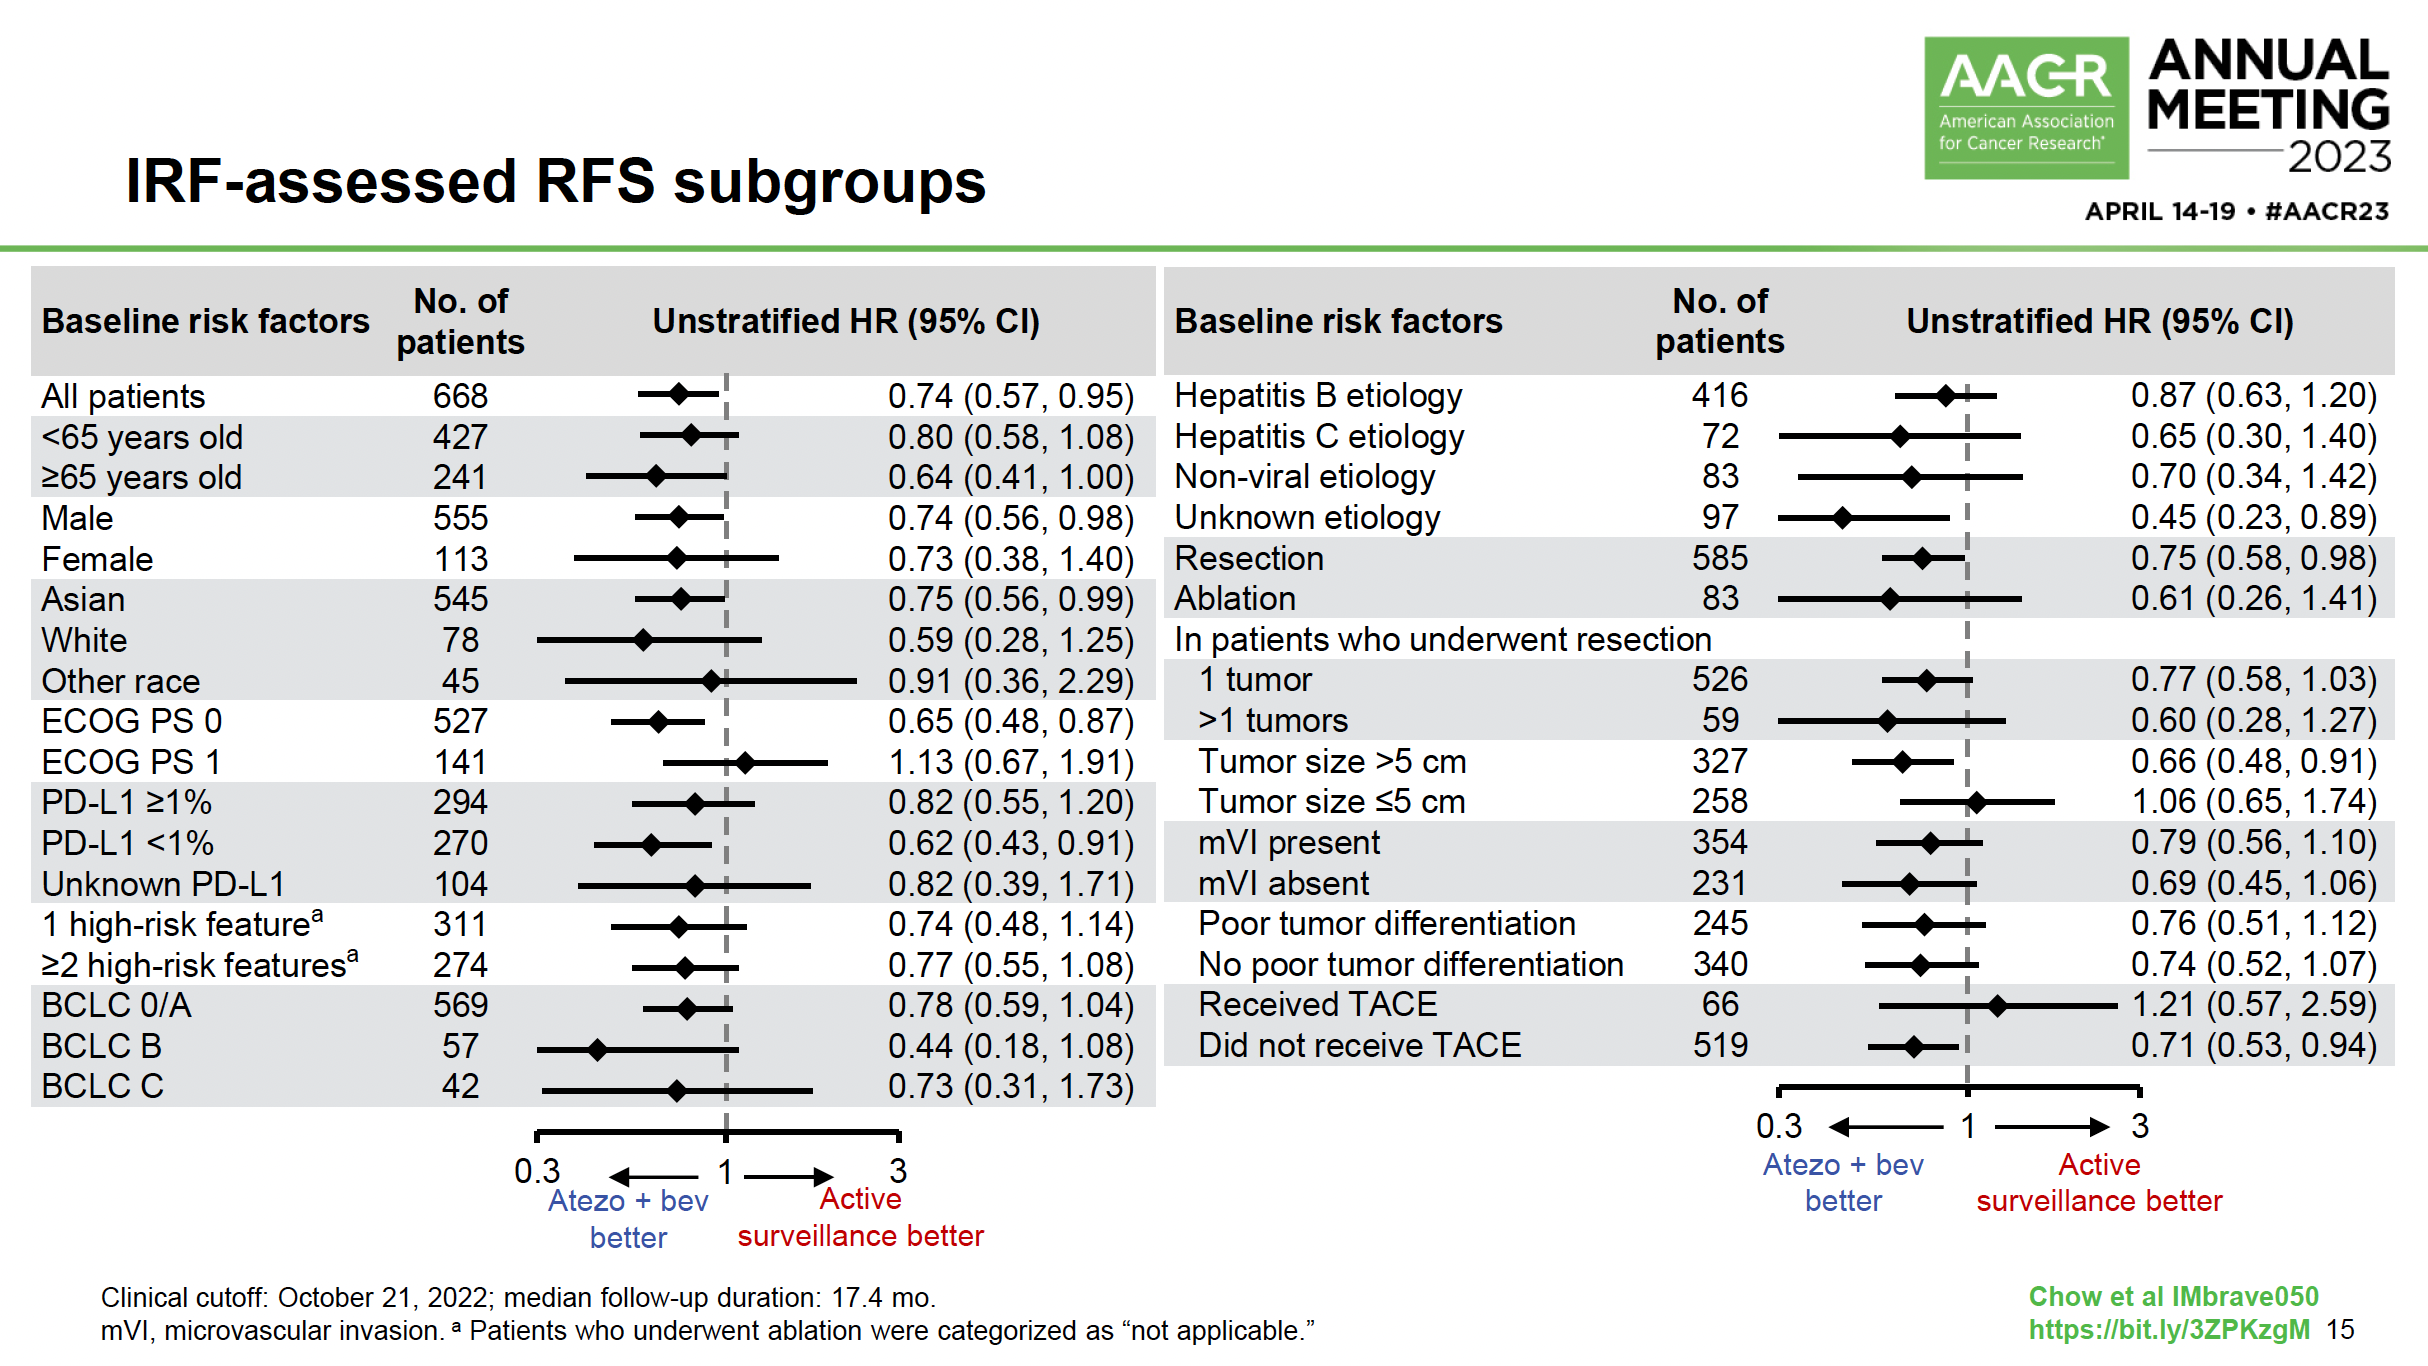 AACR
American Association
for Cancer Research*
ANNUAL
MEETING
2023
APRIL 14-19 • #AACR23
IRF-assessed RFS subgroups
Baseline risk factors No. of patients Unstratified HR (95% CI)
All patients 668 0.74 (0.57, 0.95)
<65 years old 427 0.80 (0.58, 1.08)
≥65 years old 241 0.64 (0.41, 1.00)
Male 555 0.74 (0.56, 0.98)
Female 113 0.73 (0.38, 1.40)
Asian 545 0.75 (0.56, 0.99)
White 78 0.59 (0.28, 1.25)
Other race 45 0.91 (0.36, 2.29)
ECOG PS 0 527 0.65 (0.48, 0.87)
ECOG PS 1 141 1.13 (0.67, 1.91)
PD-L1 ≥1% 294 0.82 (0.55, 1.20)
PD-L1 <1% 270 0.62 (0.43, 0.91)
Unknown PD-L1 104 0.82 (0.39, 1.71)
1 high-risk featureᵃ 311 0.74 (0.48, 1.14)
≥2 high-risk featuresᵃ 274 0.77 (0.55, 1.08)
BCLC 0/A 569 0.78 (0.59, 1.04)
BCLC B 57 0.44 (0.18, 1.08)
BCLC C 42 0.73 (0.31, 1.73)
0.3 1 3
Atezo + bev
better
Active
surveillance better
Baseline risk factors No. of patients Unstratified HR (95% CI)
Hepatitis B etiology 416 0.87 (0.63, 1.20)
Hepatitis C etiology 72 0.65 (0.30, 1.40)
Non-viral etiology 83 0.70 (0.34, 1.42)
Unknown etiology 97 0.45 (0.23, 0.89)
Resection 585 0.75 (0.58, 0.98)
Ablation 83 0.61 (0.26, 1.41)
In patients who underwent resection
1 tumor 526 0.77 (0.58, 1.03)
>1 tumors 59 0.60 (0.28, 1.27)
Tumor size >5 cm 327 0.66 (0.48, 0.91)
Tumor size ≤5 cm 258 1.06 (0.65, 1.74)
mVI present 354 0.79 (0.56, 1.10)
mVI absent 231 0.69 (0.45, 1.06)
Poor tumor differentiation 245 0.76 (0.51, 1.12)
No poor tumor differentiation 340 0.74 (0.52, 1.07)
Received TACE 66 1.21 (0.57, 2.59)
Did not receive TACE 519 0.71 (0.53, 0.94)
0.3 1 3
Atezo + bev
better
Active
surveillance better
Clinical cutoff: October 21, 2022; median follow-up duration: 17.4 mo.
mVI, microvascular invasion. ᵃ Patients who underwent ablation were categorized as “not applicable.”
Chow et al IMbrave050
https://bit.ly/3ZPKzgM 15